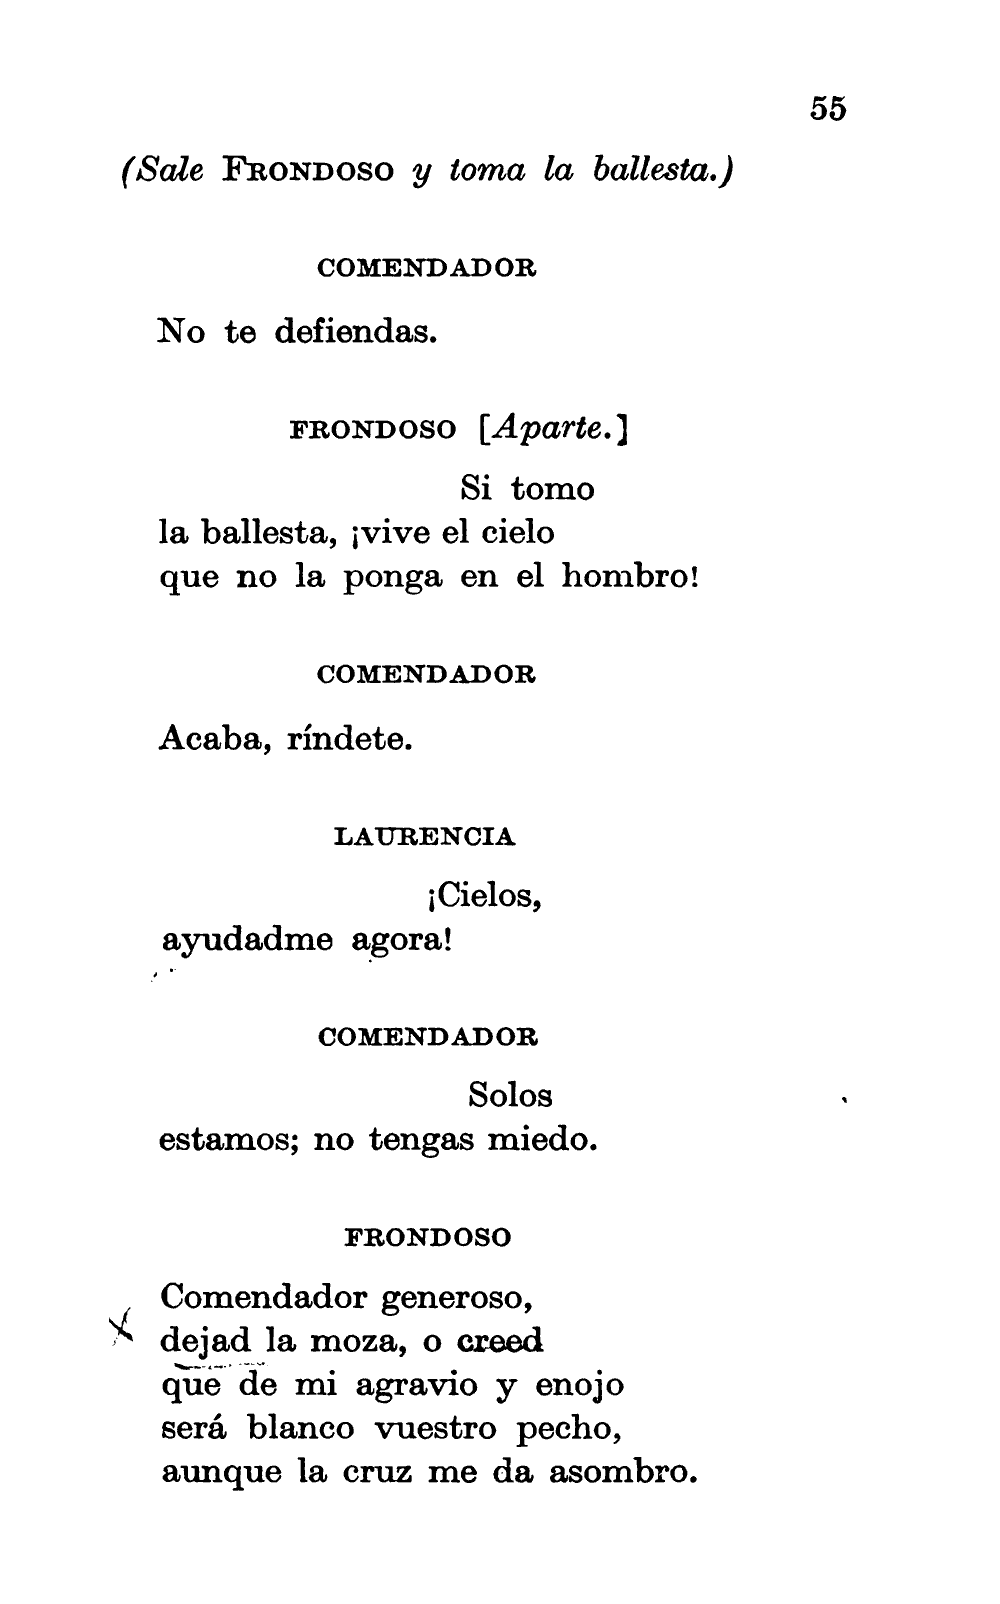 55
(Sale FRONDOSO y toma la ballesta.)
COMENDADOR
No te defiendas.
FRONDOSO [Aparte.]
Si tomo
la ballesta, ¡vive el cielo
que no la ponga en el hombro!
COMENDADOR
Acaba, ríndete.
LAURENCIA
¡Cielos,
ayudadme agora!
COMENDADOR
Solos
estamos; no tengas miedo.
FRONDOSO
Comendador generoso,
dejad la moza, o creed
que de mi agravio y enojo
será blanco vuestro pecho,
aunque la cruz me da asombro.